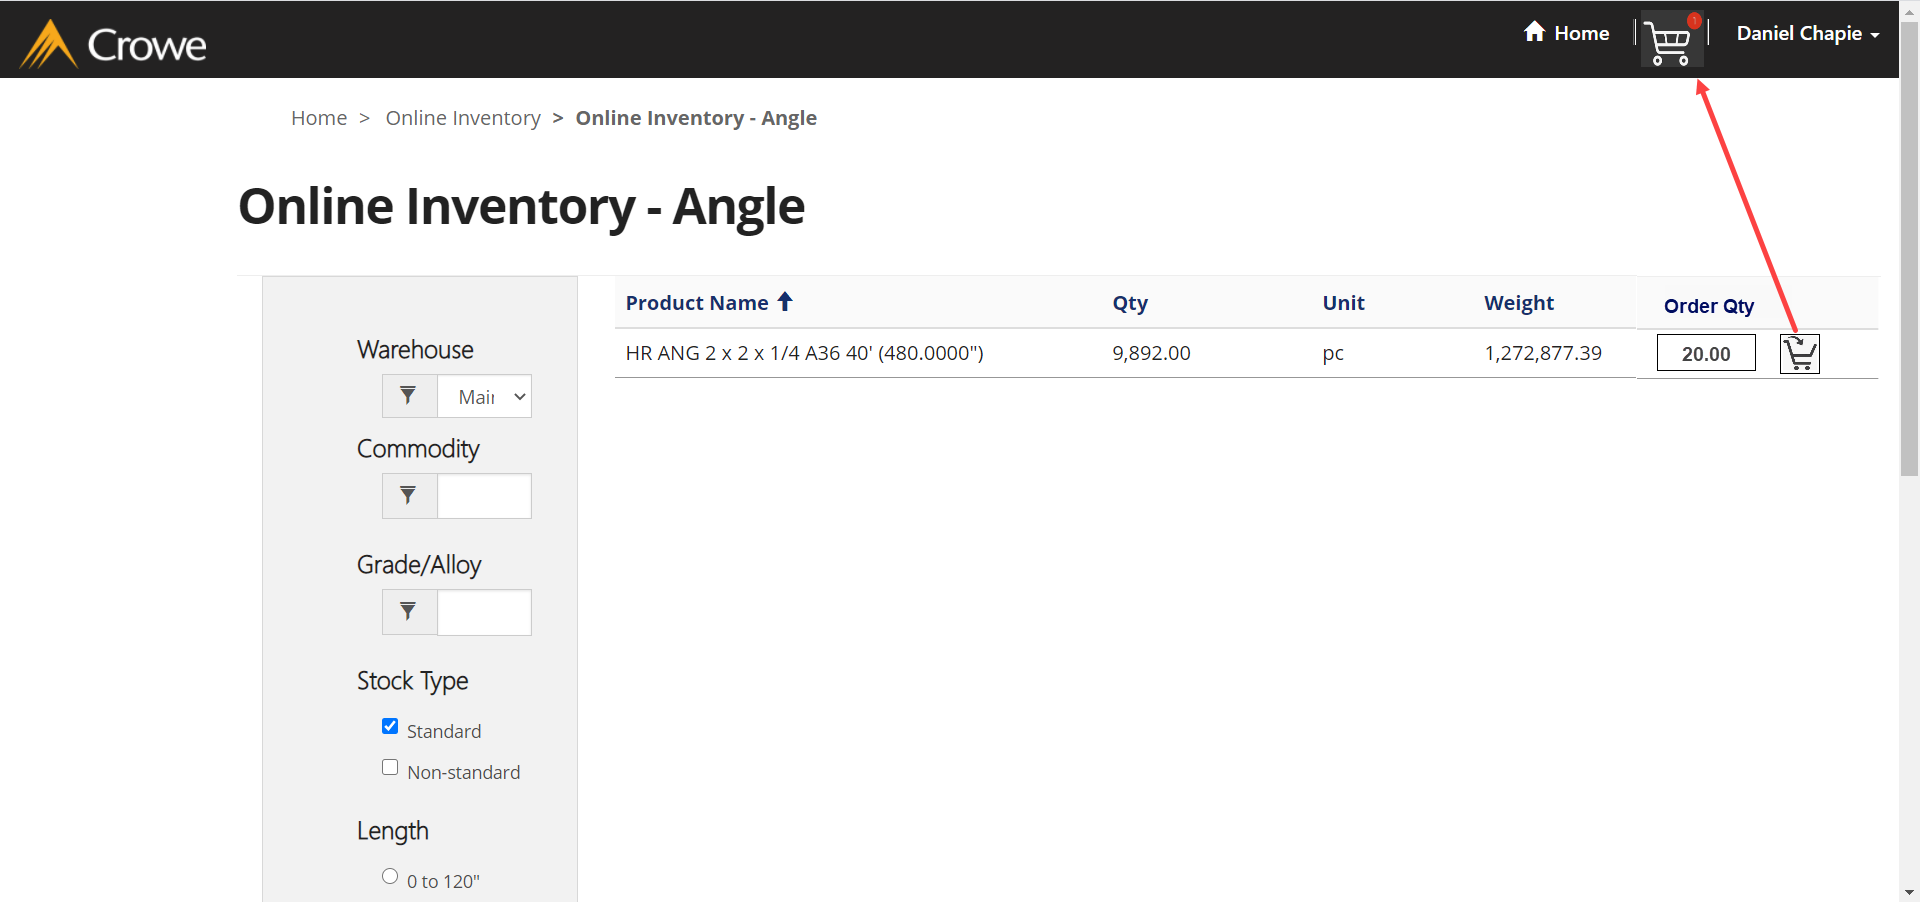 Crowe
Home
1
Daniel Chapie
Home > Online Inventory > Online Inventory - Angle
Online Inventory - Angle
Product Name Qty Unit Weight Order Qty
HR ANG 2 x 2 x 1/4 A36 40' (480.0000") 9,892.00 pc 1,272,877.39 20.00
Warehouse
Commodity
Grade/Alloy
Stock Type
Standard
Non-standard
Length
0 to 120"